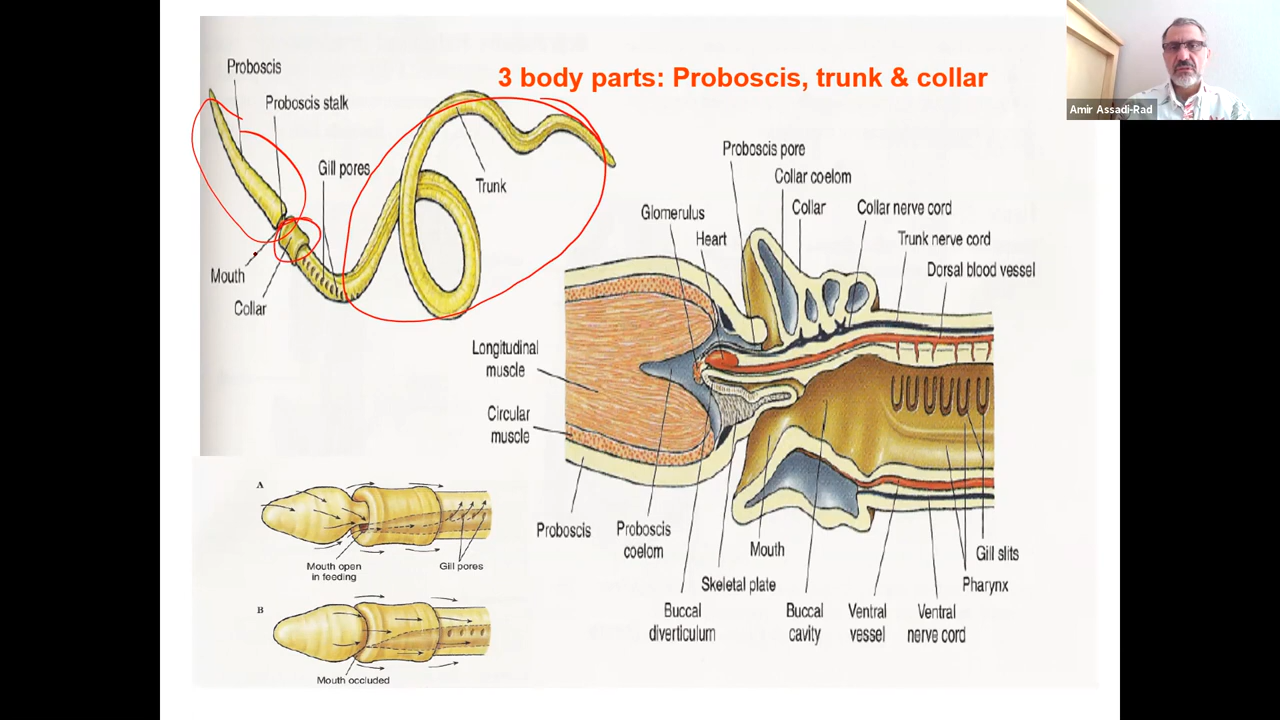 3 body parts: Proboscis, trunk & collar
Amir Assadi-Rad
Proboscis
Proboscis stalk
Gill pores
Trunk
Mouth
Collar
Proboscis pore
Collar coelom
Glomerulus
Collar
Collar nerve cord
Heart
Trunk nerve cord
Dorsal blood vessel
Longitudinal
muscle
Circular
muscle
Proboscis
Proboscis
coelom
Mouth
Gill slits
Skeletal plate
Pharynx
Buccal
diverticulum
Buccal
cavity
Ventral
vessel
Ventral
nerve cord
A
Mouth open
in feeding
Gill pores
B
Mouth occluded